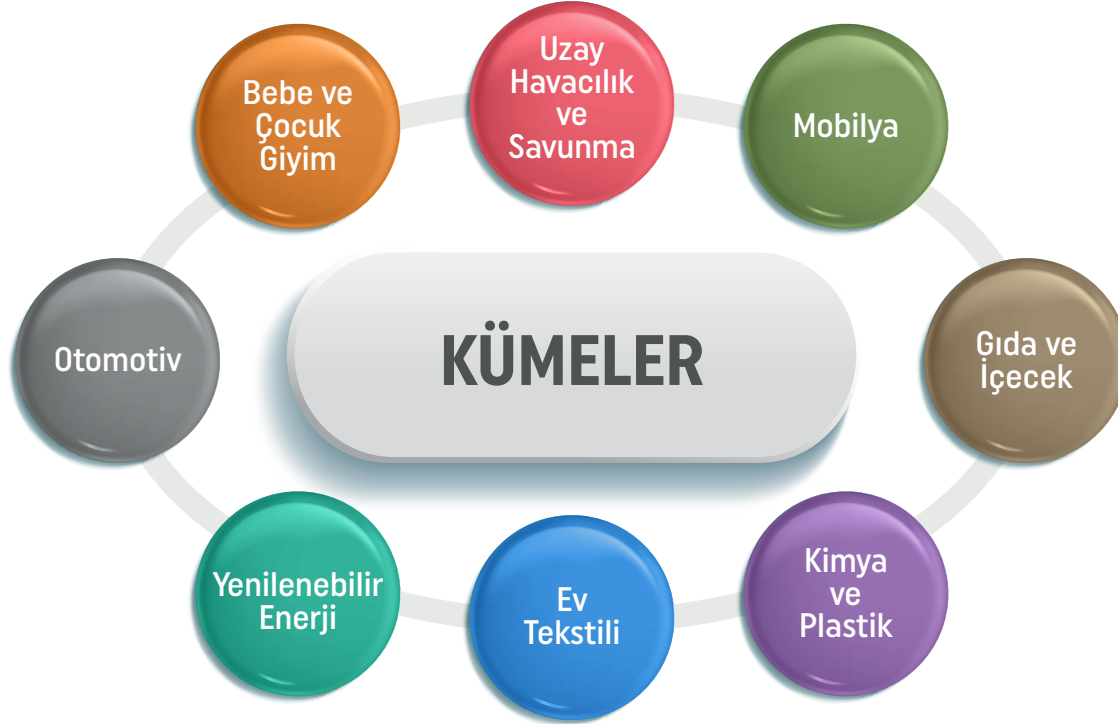 Uzay
Havacılık
ve
Savunma
Bebe ve
Çocuk
Giyim
Mobilya
Otomotiv
KÜMELER
Gıda ve
İçecek
Yenilenebilir
Enerji
Ev
Tekstili
Kimya
ve
Plastik